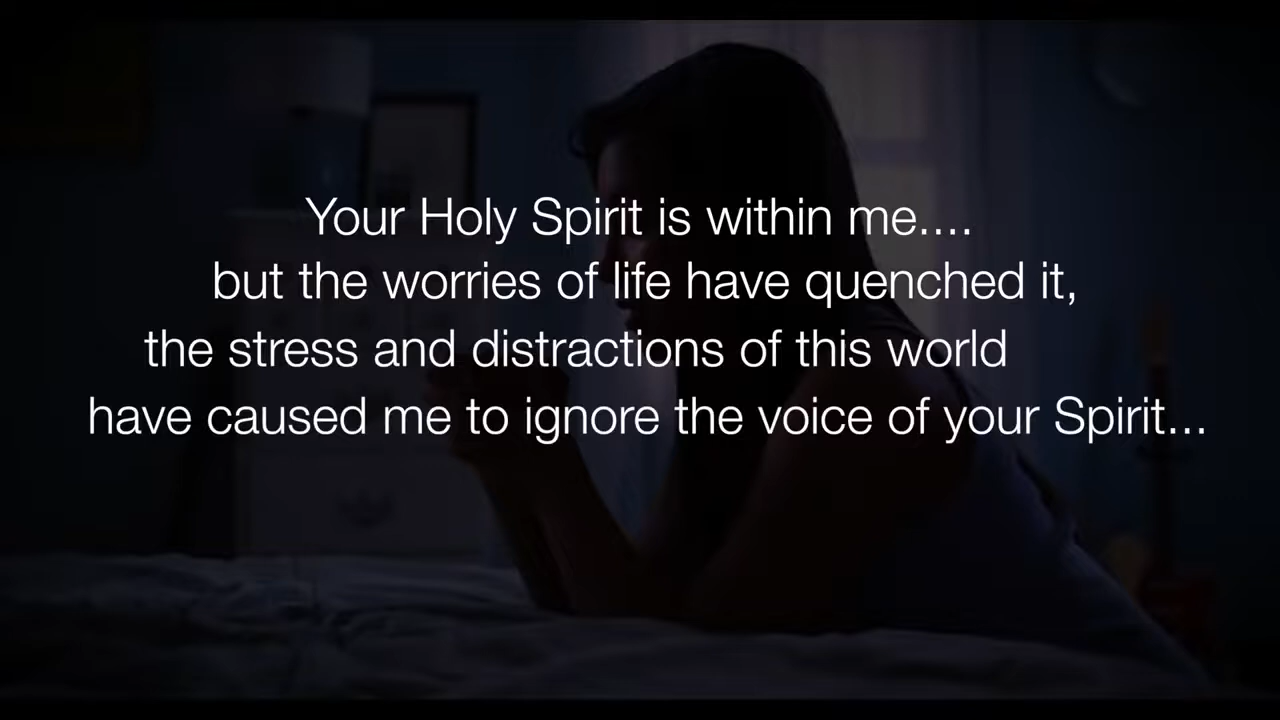 Your Holy Spirit is within me....
but the worries of life have quenched it,
the stress and distractions of this world
have caused me to ignore the voice of your Spirit...